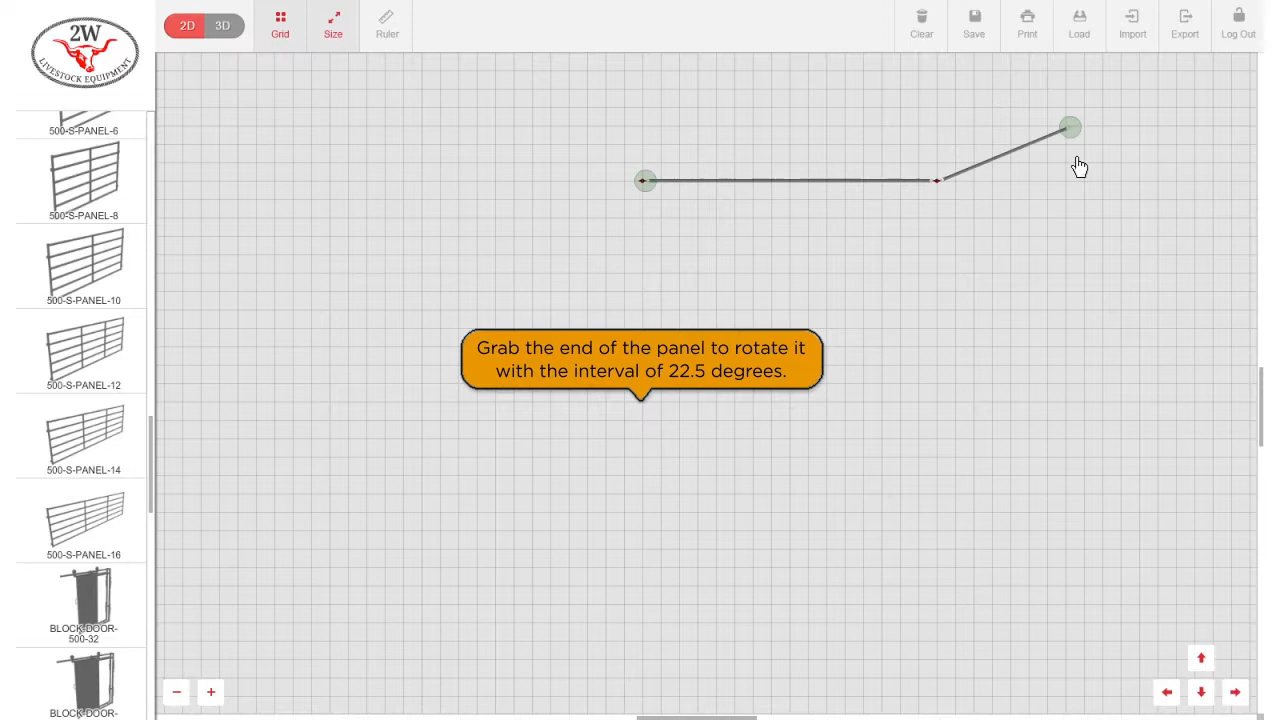 2W
LIVESTOCK EQUIPMENT
2D
3D
Grid
Size
Ruler
Clear
Save
Print
Load
Import
Export
Log Out
500-S-PANEL-6
500-S-PANEL-8
500-S-PANEL-10
500-S-PANEL-12
500-S-PANEL-14
500-S-PANEL-16
BLOCK-DOOR-
500-32
BLOCK-DOOR-
Grab the end of the panel to rotate it
with the interval of 22.5 degrees.